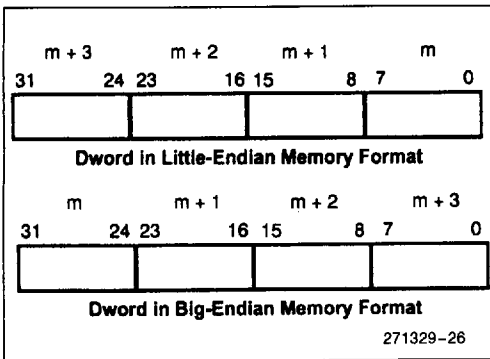 m + 3 m + 2 m + 1 m
31 24 23 16 15 8 7 0
Dword in Little-Endian Memory Format
m m + 1 m + 2 m + 3
31 24 23 16 15 8 7 0
Dword in Big-Endian Memory Format
271329-26